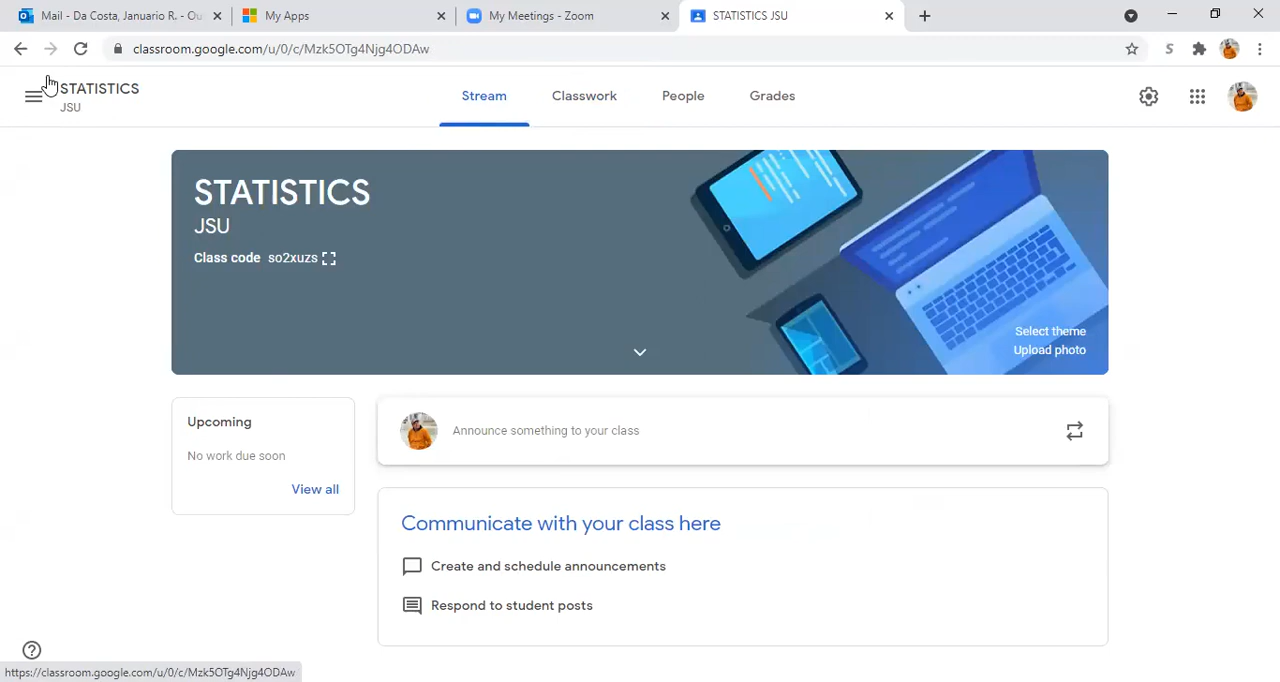 Mail - Da Costa, Januario R. - Ou
My Apps
My Meetings - Zoom
STATISTICS JSU
classroom.google.com/u/0/c/Mzk5OTg4Njg4ODAw
S
STATISTICS
JSU
Stream
Classwork
People
Grades
STATISTICS
JSU
Class code so2xuzs
Select theme
Upload photo
Upcoming
No work due soon
View all
Announce something to your class
Communicate with your class here
Create and schedule announcements
Respond to student posts
https://classroom.google.com/u/0/c/Mzk5OTg4Njg4ODAw